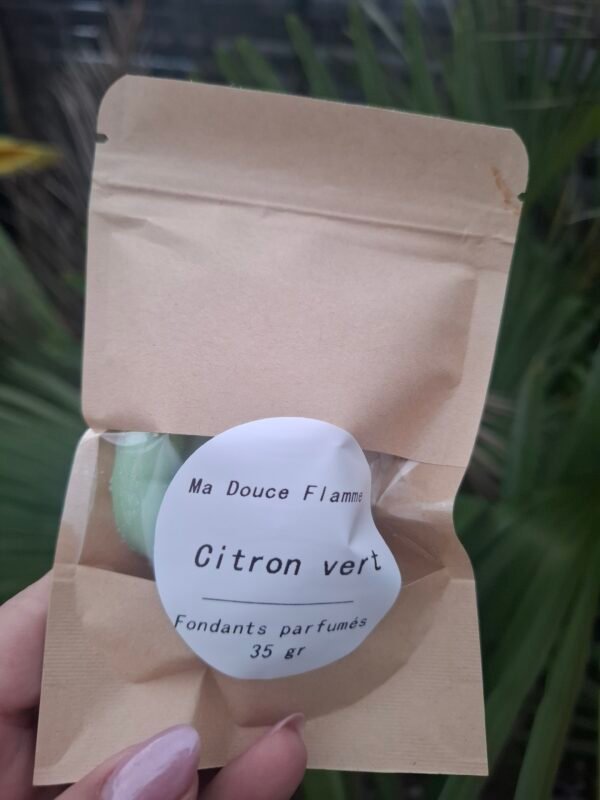 Ma Douce Flamme
Citron vert
Fondants parfumés
35 gr